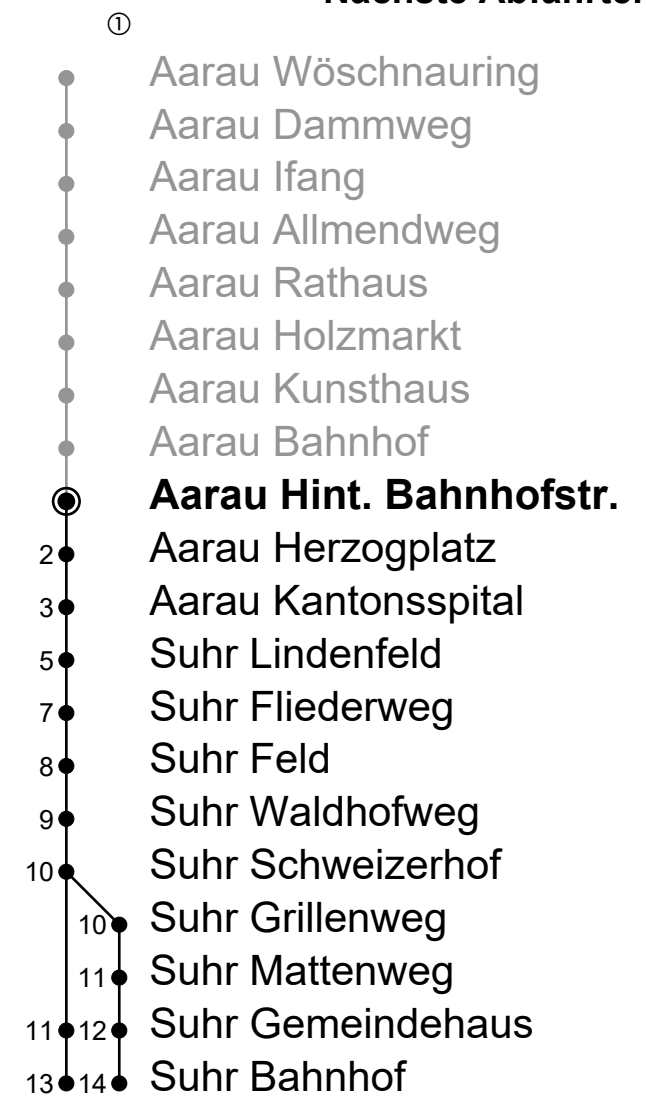 ①
Aarau Wöschnauring
Aarau Dammweg
Aarau Ifang
Aarau Allmendweg
Aarau Rathaus
Aarau Holzmarkt
Aarau Kunsthaus
Aarau Bahnhof
Aarau Hint. Bahnhofstr.
2 Aarau Herzogplatz
3 Aarau Kantonsspital
5 Suhr Lindenfeld
7 Suhr Fliederweg
8 Suhr Feld
9 Suhr Waldhofweg
10 Suhr Schweizerhof
10 Suhr Grillenweg
11 Suhr Mattenweg
11 12 Suhr Gemeindehaus
13 14 Suhr Bahnhof